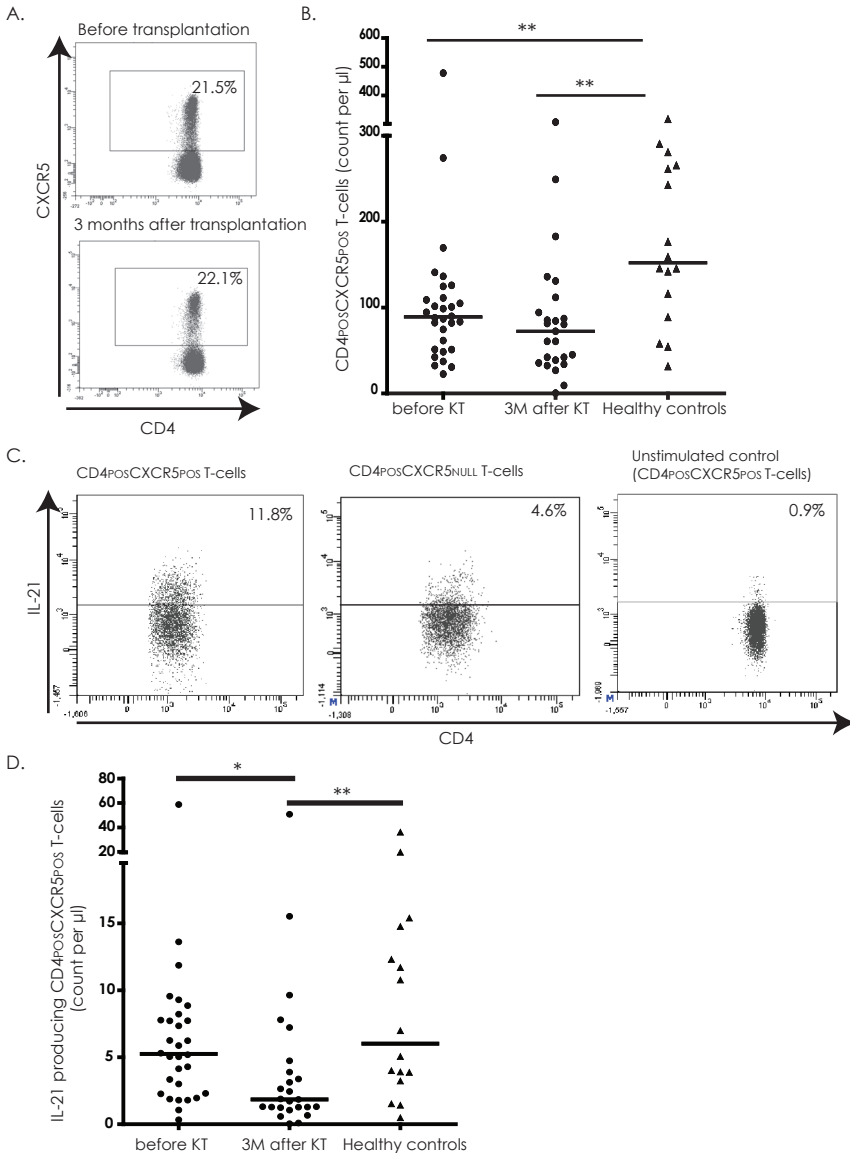 A.
Before transplantation
21.5%
CXCR5
3 months after transplantation
22.1%
CD4
B.
**
**
600
500
400
300
200
100
0
CD4POSCXCR5POS T-cells (count per µl)
before KT
3M after KT
Healthy controls
C.
CD4POSCXCR5POS T-cells
11.8%
CD4POSCXCR5NULL T-cells
4.6%
Unstimulated control
(CD4POSCXCR5POS T-cells)
0.9%
IL-21
CD4
D.
*
**
80
60
40
20
15
10
5
0
IL-21 producing CD4POSCXCR5POS T-cells
(count per µl)
before KT
3M after KT
Healthy controls